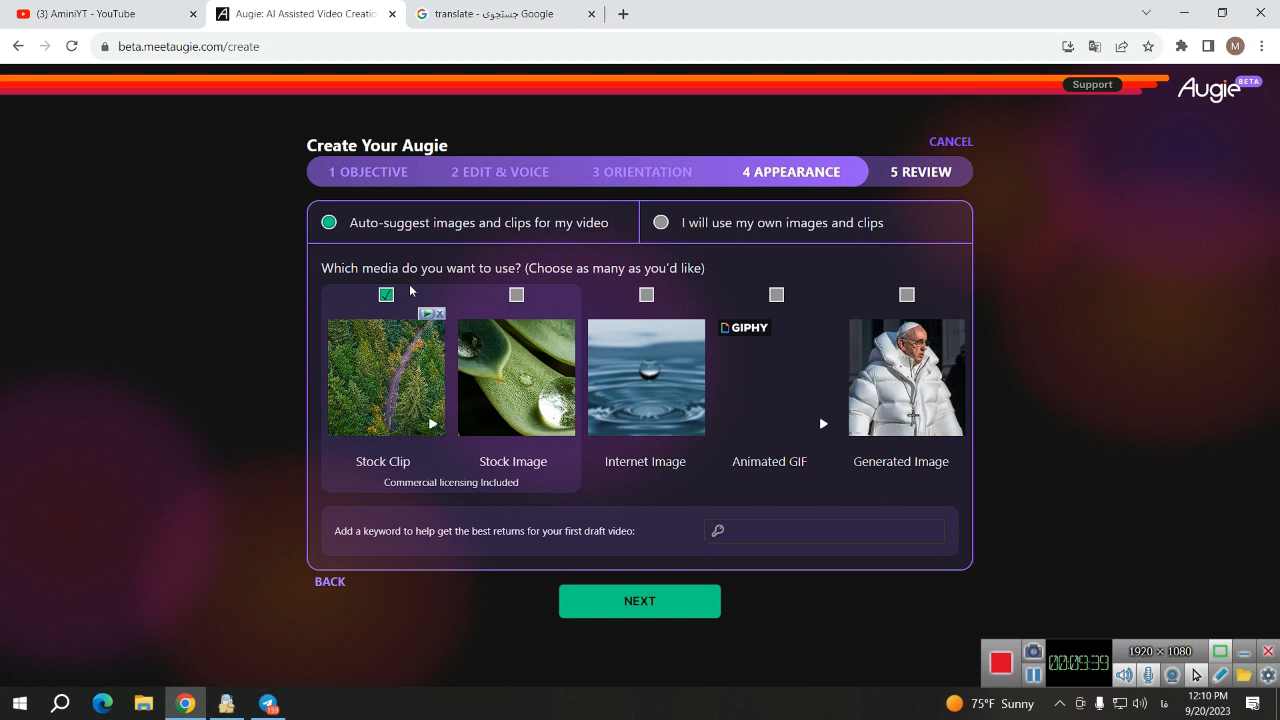 (3) AminiYT - YouTube
Augie: AI Assisted Video Creatio
translate - جستجوی Google
beta.meetaugie.com/create
M
Support
Augie BETA
Create Your Augie
CANCEL
1 OBJECTIVE
2 EDIT & VOICE
3 ORIENTATION
4 APPEARANCE
5 REVIEW
Auto-suggest images and clips for my video
I will use my own images and clips
Which media do you want to use? (Choose as many as you'd like)
GIPHY
Stock Clip
Stock Image
Internet Image
Animated GIF
Generated Image
Commercial licensing Included
Add a keyword to help get the best returns for your first draft video:
BACK
NEXT
00:09:39
1920 × 1080
159
75°F Sunny
فا
12:10 PM
9/20/2023